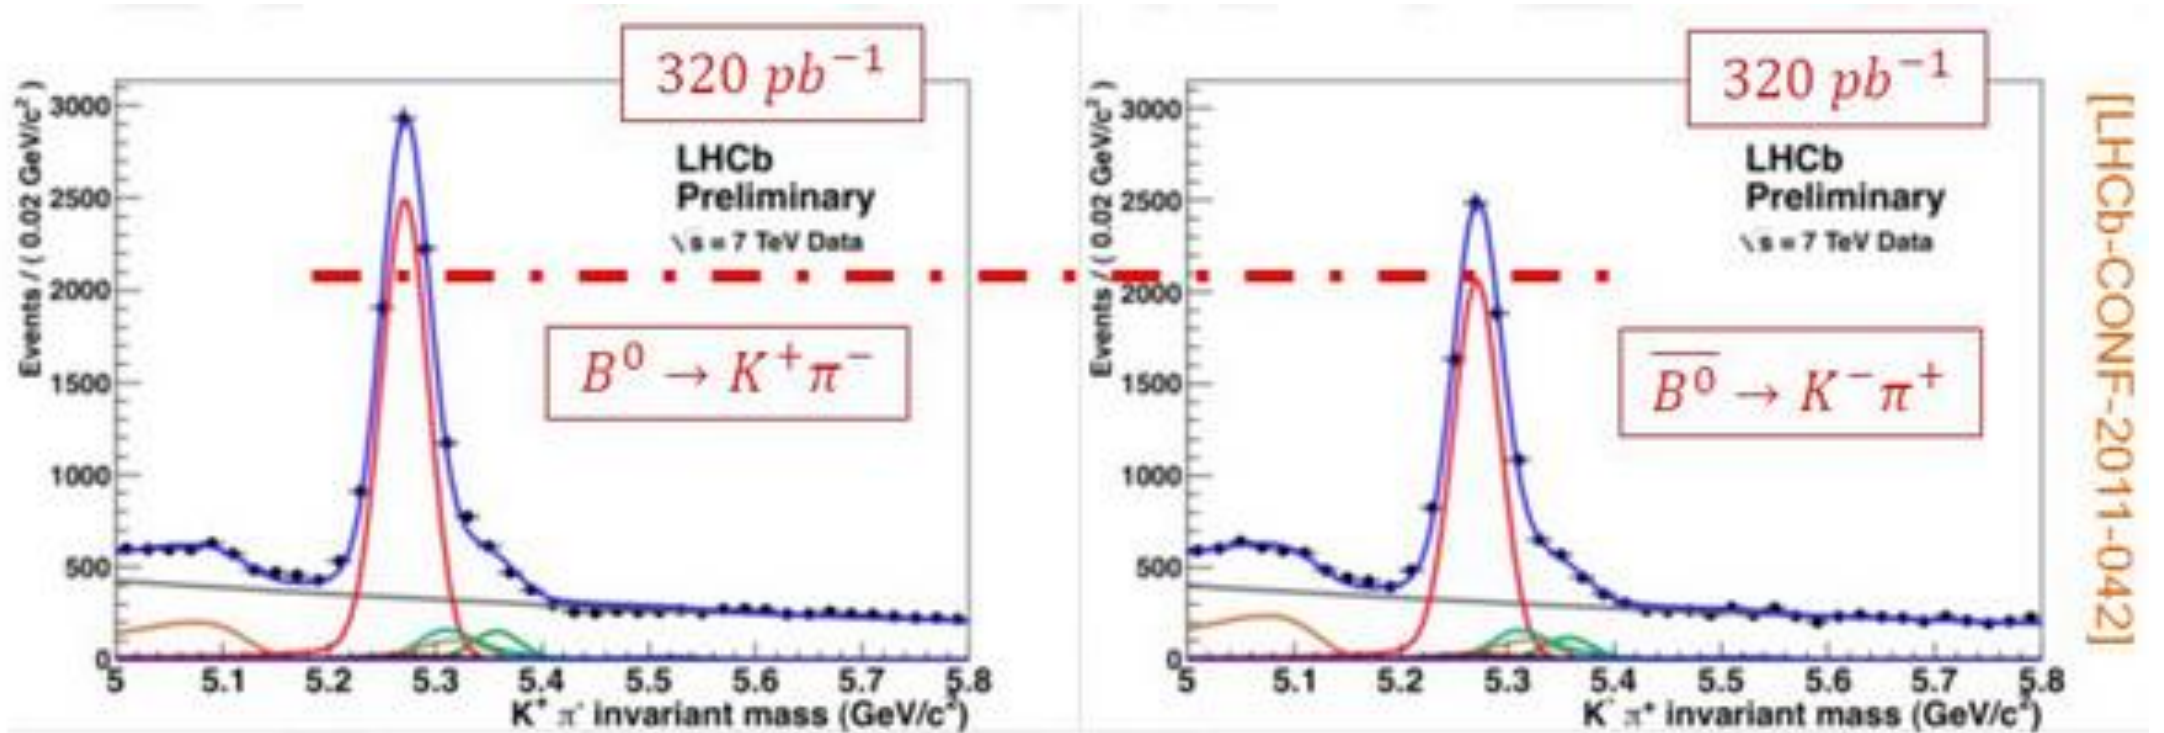 320 pb⁻¹
LHCb
Preliminary
√s = 7 TeV Data
B⁰ → K⁺π⁻
Events / ( 0.02 GeV/c² )
3000
2500
2000
1500
1000
500
0
5 5.1 5.2 5.3 5.4 5.5 5.6 5.7 5.8
K⁺ π⁻ invariant mass (GeV/c²)
320 pb⁻¹
LHCb
Preliminary
√s = 7 TeV Data
B̅⁰ → K⁻π⁺
Events / ( 0.02 GeV/c² )
3000
2500
2000
1500
1000
500
0
5 5.1 5.2 5.3 5.4 5.5 5.6 5.7 5.8
K⁻ π⁺ invariant mass (GeV/c²)
[LHCb-CONF-2011-042]